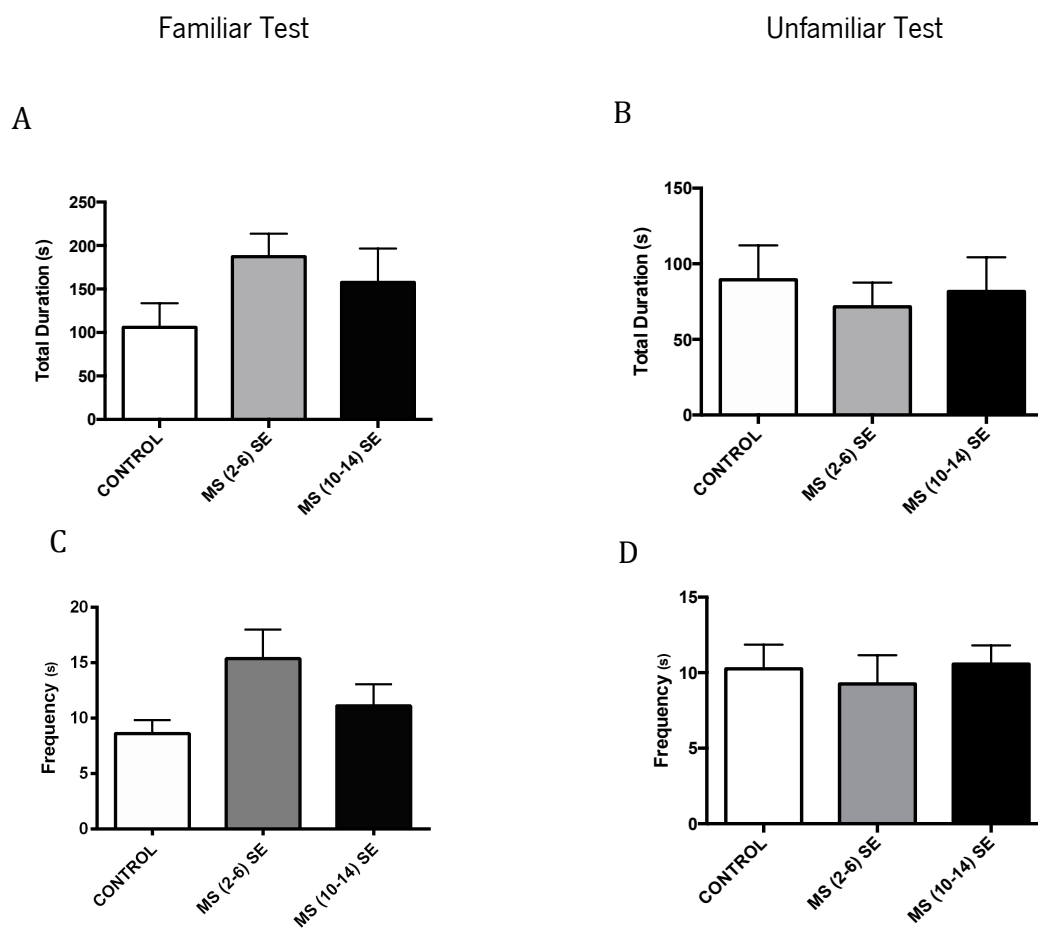 Familiar Test
Unfamiliar Test
A
B
Total Duration (s)
250
200
150
100
50
0
CONTROL
MS (2-6) SE
MS (10-14) SE
Total Duration (s)
150
100
50
0
CONTROL
MS (2-6) SE
MS (10-14) SE
C
D
Frequency (s)
20
15
10
5
0
CONTROL
MS (2-6) SE
MS (10-14) SE
Frequency (s)
15
10
5
0
CONTROL
MS (2-6) SE
MS (10-14) SE